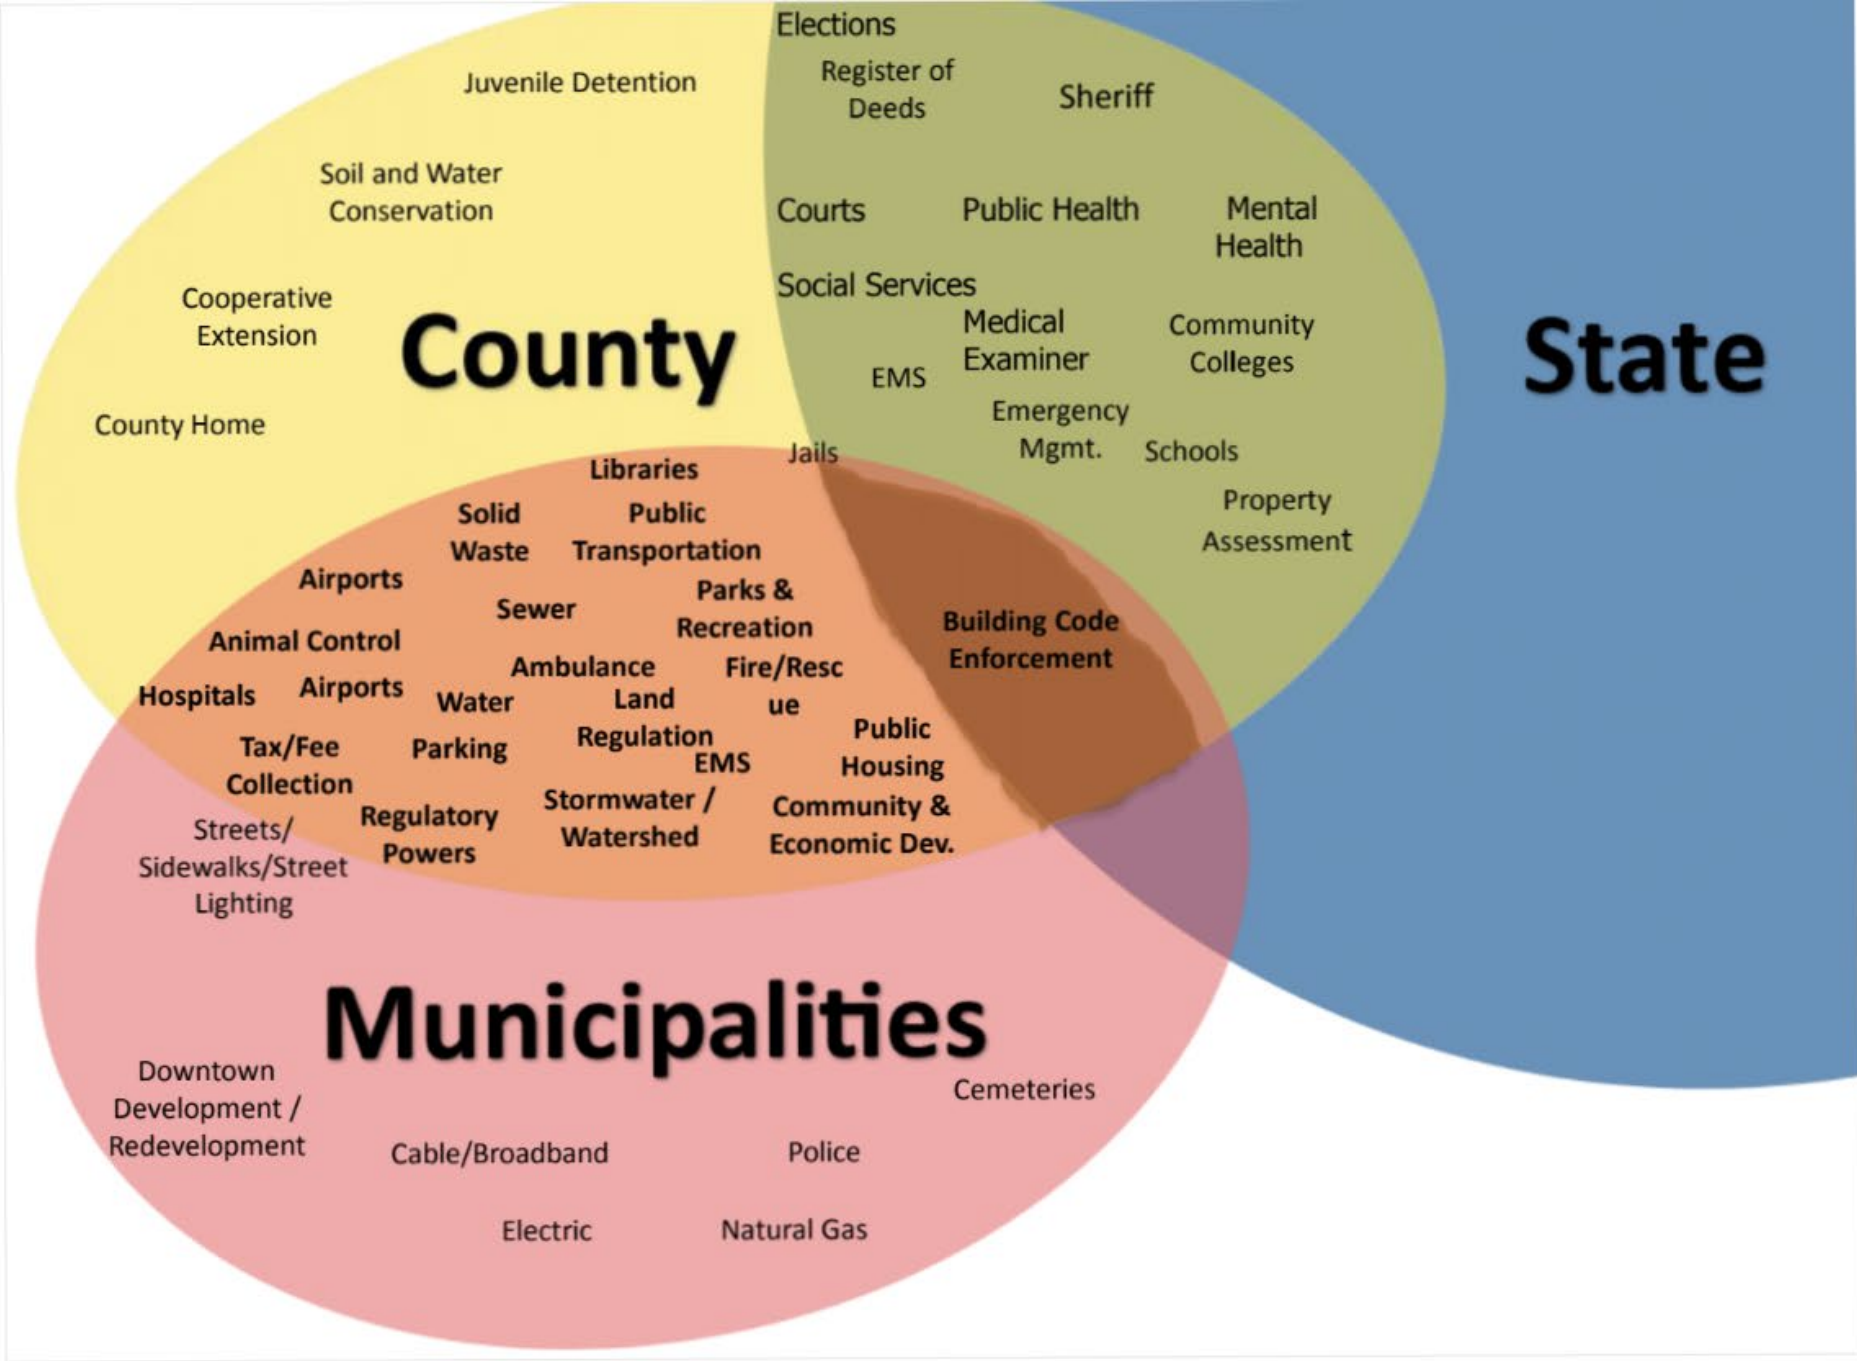 Elections
Register of
Deeds
Juvenile Detention
Sheriff
Soil and Water
Conservation
Courts
Public Health
Mental
Health
Social Services
Cooperative
Extension
County
Medical
Examiner
Community
Colleges
State
EMS
County Home
Emergency
Mgmt.
Jails
Schools
Libraries
Solid
Waste
Public
Transportation
Property
Assessment
Airports
Sewer
Parks &
Recreation
Building Code
Enforcement
Animal Control
Ambulance
Fire/Resc
ue
Hospitals
Airports
Water
Land
Regulation
Public
Housing
Tax/Fee
Collection
Parking
EMS
Stormwater /
Watershed
Community &
Economic Dev.
Regulatory
Powers
Streets/
Sidewalks/Street
Lighting
Municipalities
Downtown
Development /
Redevelopment
Cemeteries
Cable/Broadband
Police
Electric
Natural Gas